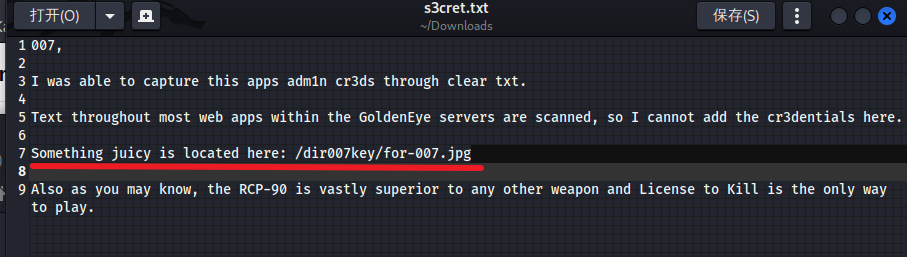 打开(O)
s3cret.txt
~/Downloads
保存(S)
1 007,
2
3 I was able to capture this apps adm1n cr3ds through clear txt.
4
5 Text throughout most web apps within the GoldenEye servers are scanned, so I cannot add the cr3dentials here.
6
7 Something juicy is located here: /dir007key/for-007.jpg
8
9 Also as you may know, the RCP-90 is vastly superior to any other weapon and License to Kill is the only way
to play.